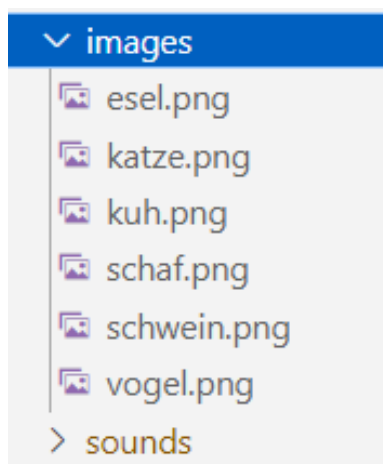 images
esel.png
katze.png
kuh.png
schaf.png
schwein.png
vogel.png
sounds